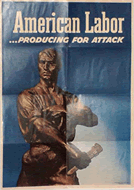 American Labor
...PRODUCING FOR ATTACK